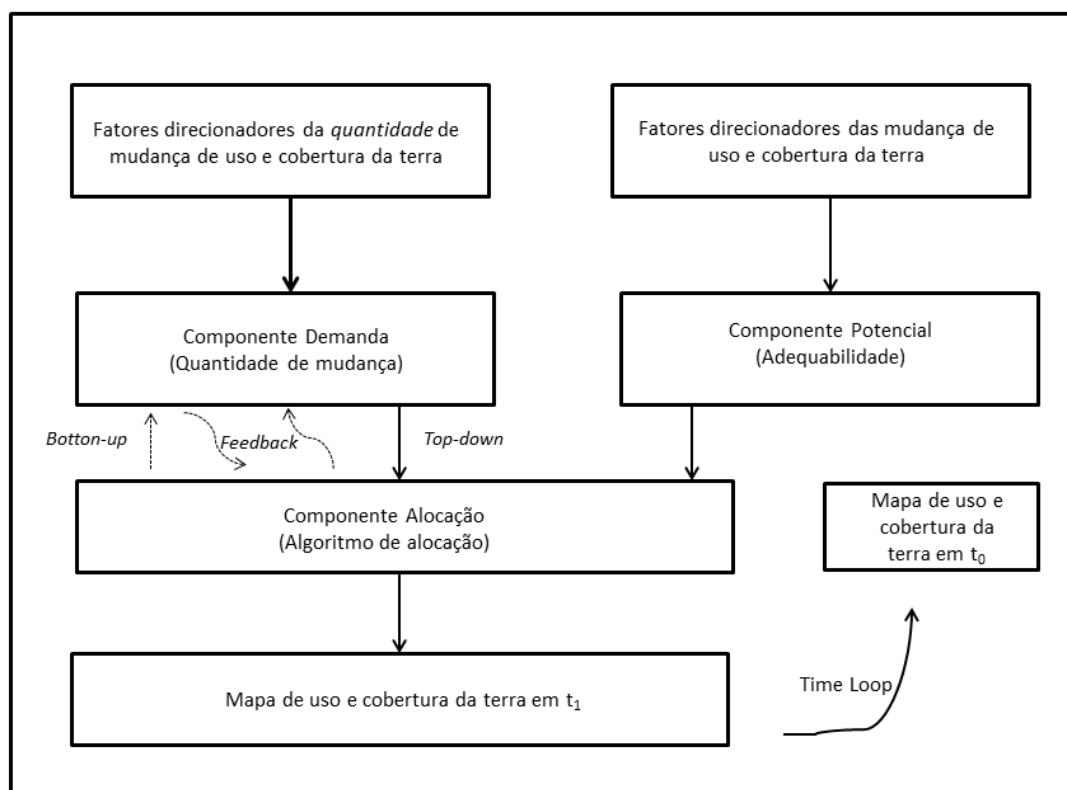 Fatores direcionadores da quantidade de
mudança de uso e cobertura da terra
Fatores direcionadores das mudança de
uso e cobertura da terra
Componente Demanda
(Quantidade de mudança)
Componente Potencial
(Adequabilidade)
Botton-up
Feedback
Top-down
Componente Alocação
(Algoritmo de alocação)
Mapa de uso e
cobertura da
terra em t₀
Mapa de uso e cobertura da terra em t₁
Time Loop